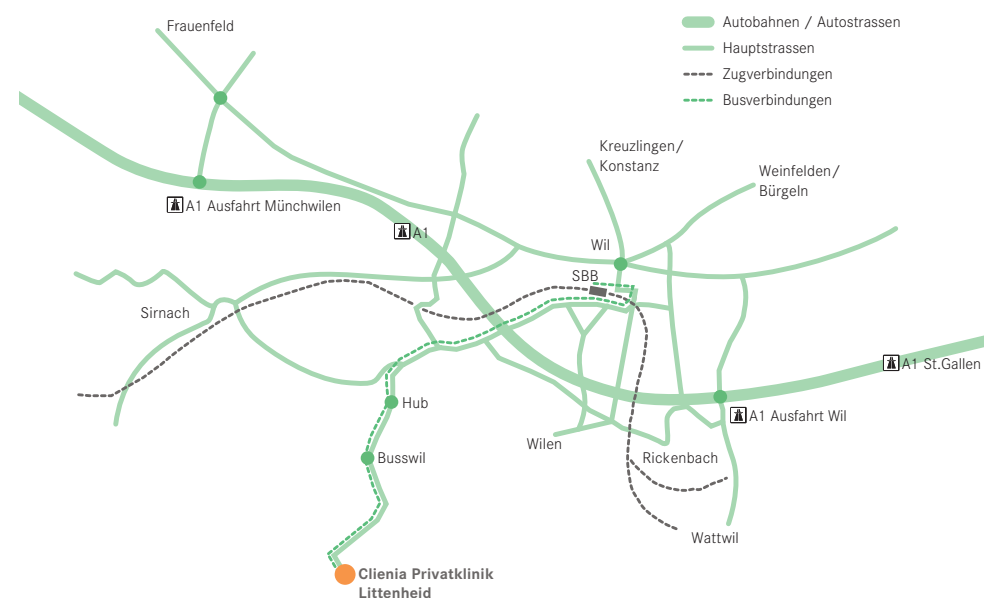 Frauenfeld
Autobahnen / Autostrassen
Hauptstrassen
Zugverbindungen
Busverbindungen
Kreuzlingen/
Konstanz
Weinfelden/
Bürgeln
A1 Ausfahrt Münchwilen
A1
Wil
SBB
Sirnach
A1 St.Gallen
Hub
A1 Ausfahrt Wil
Wilen
Busswil
Rickenbach
Wattwil
Clienia Privatklinik
Littenheid